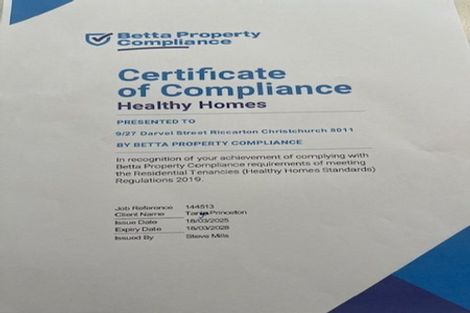 Betta Property
Compliance
Certificate
of Compliance
Healthy Homes
PRESENTED TO
9/27 Darvel Street Riccarton Christchurch 8011
BY BETTA PROPERTY COMPLIANCE
In recognition of your achievement of complying with
Betta Property Compliance requirements of meeting
the Residential Tenancies (Healthy Homes Standards)
Regulations 2019.
Job Reference 144513
Client Name Tania Princeton
Issue Date 18/03/2025
Expiry Date 18/03/2028
Issued By Steve Mills